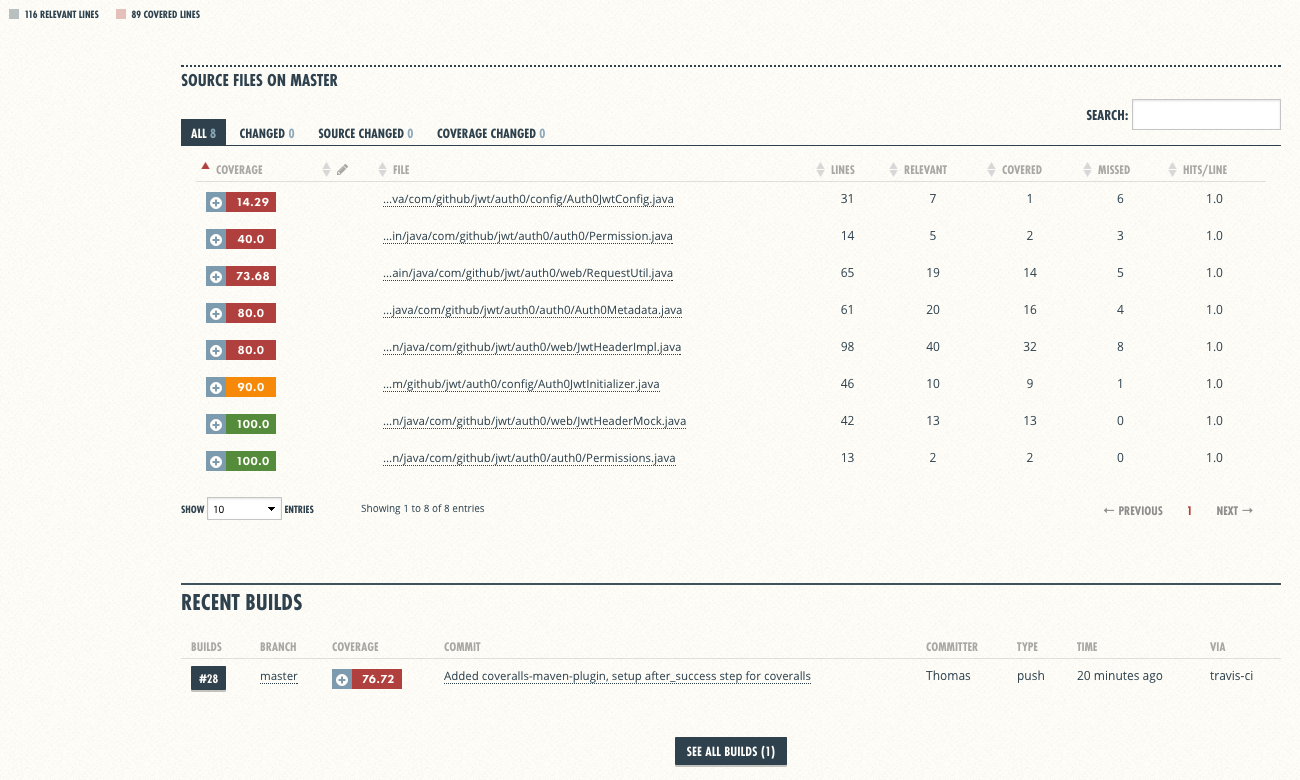 116 RELEVANT LINES 89 COVERED LINES
SOURCE FILES ON MASTER
SEARCH:
ALL 8 CHANGED 0 SOURCE CHANGED 0 COVERAGE CHANGED 0
COVERAGE FILE LINES RELEVANT COVERED MISSED HITS/LINE
14.29 ...va/com/github/jwt/auth0/config/Auth0JwtConfig.java 31 7 1 6 1.0
40.0 ...in/java/com/github/jwt/auth0/auth0/Permission.java 14 5 2 3 1.0
73.68 ...ain/java/com/github/jwt/auth0/web/RequestUtil.java 65 19 14 5 1.0
80.0 ...java/com/github/jwt/auth0/auth0/Auth0Metadata.java 61 20 16 4 1.0
80.0 ...n/java/com/github/jwt/auth0/web/JwtHeaderImpl.java 98 40 32 8 1.0
90.0 ...m/github/jwt/auth0/config/Auth0JwtInitializer.java 46 10 9 1 1.0
100.0 ...n/java/com/github/jwt/auth0/web/JwtHeaderMock.java 42 13 13 0 1.0
100.0 ...n/java/com/github/jwt/auth0/auth0/Permissions.java 13 2 2 0 1.0
SHOW 10 ENTRIES Showing 1 to 8 of 8 entries ← PREVIOUS 1 NEXT →
RECENT BUILDS
BUILDS BRANCH COVERAGE COMMIT COMMITTER TYPE TIME VIA
#28 master 76.72 Added coveralls-maven-plugin, setup after_success step for coveralls Thomas push 20 minutes ago travis-ci
SEE ALL BUILDS (1)